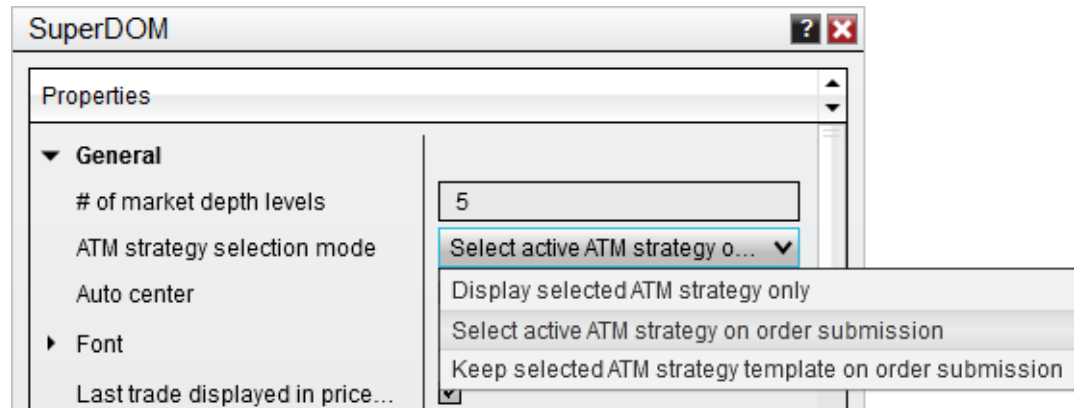 SuperDOM
?
Properties
General
# of market depth levels 5
ATM strategy selection mode Select active ATM strategy o...
Auto center
Display selected ATM strategy only
Select active ATM strategy on order submission
Font
Keep selected ATM strategy template on order submission
Last trade displayed in price...